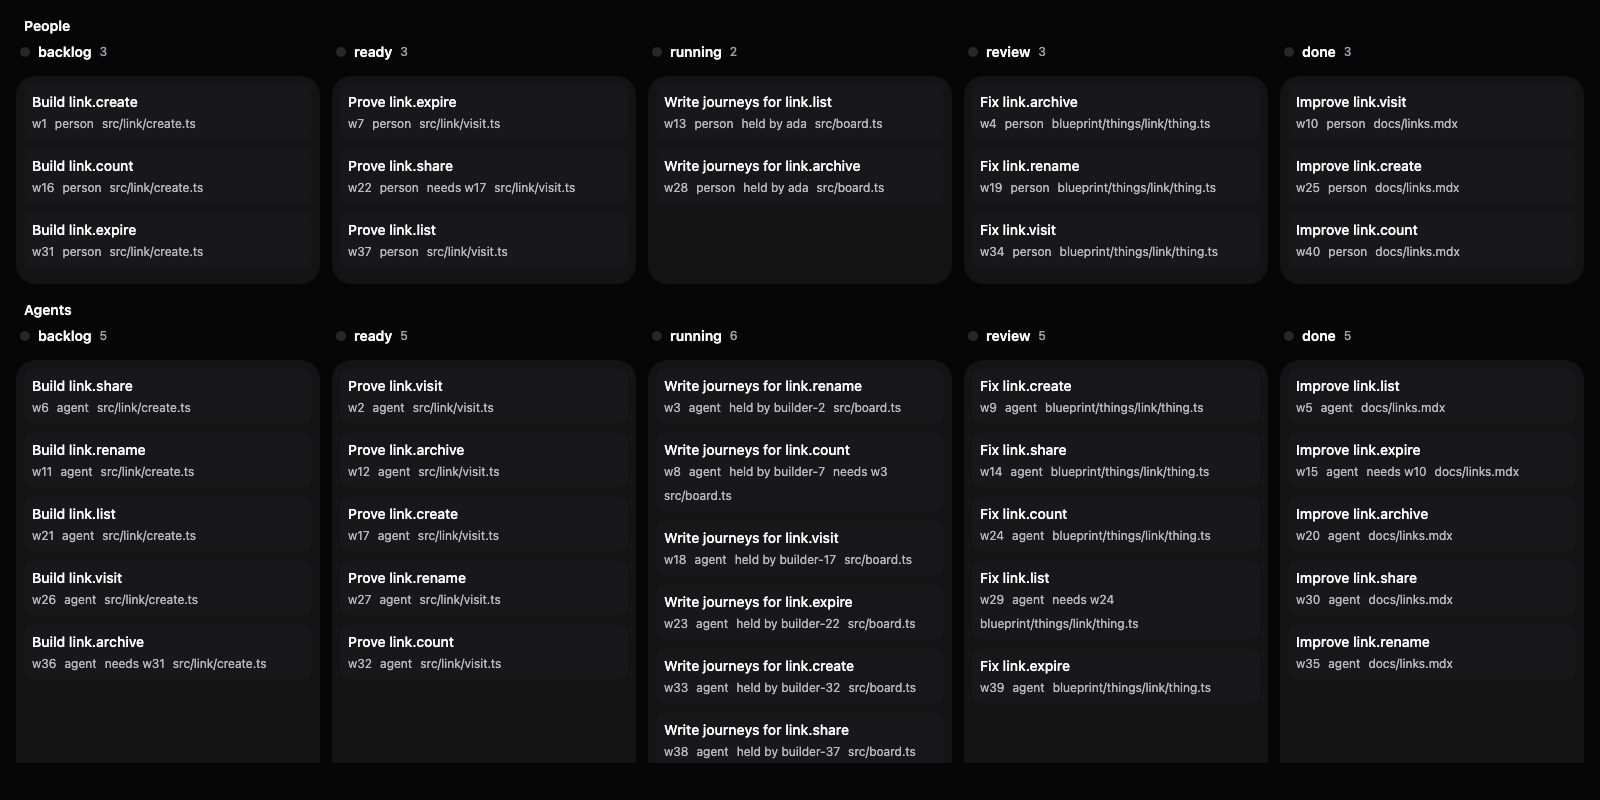 People
backlog 3
Build link.create
w1 person src/link/create.ts
Build link.count
w16 person src/link/create.ts
Build link.expire
w31 person src/link/create.ts
ready 3
Prove link.expire
w7 person src/link/visit.ts
Prove link.share
w22 person needs w17 src/link/visit.ts
Prove link.list
w37 person src/link/visit.ts
running 2
Write journeys for link.list
w13 person held by ada src/board.ts
Write journeys for link.archive
w28 person held by ada src/board.ts
review 3
Fix link.archive
w4 person blueprint/things/link/thing.ts
Fix link.rename
w19 person blueprint/things/link/thing.ts
Fix link.visit
w34 person blueprint/things/link/thing.ts
done 3
Improve link.visit
w10 person docs/links.mdx
Improve link.create
w25 person docs/links.mdx
Improve link.count
w40 person docs/links.mdx
Agents
backlog 5
Build link.share
w6 agent src/link/create.ts
Build link.rename
w11 agent src/link/create.ts
Build link.list
w21 agent src/link/create.ts
Build link.visit
w26 agent src/link/create.ts
Build link.archive
w36 agent needs w31 src/link/create.ts
ready 5
Prove link.visit
w2 agent src/link/visit.ts
Prove link.archive
w12 agent src/link/visit.ts
Prove link.create
w17 agent src/link/visit.ts
Prove link.rename
w27 agent src/link/visit.ts
Prove link.count
w32 agent src/link/visit.ts
running 6
Write journeys for link.rename
w3 agent held by builder-2 src/board.ts
Write journeys for link.count
w8 agent held by builder-7 needs w3
src/board.ts
Write journeys for link.visit
w18 agent held by builder-17 src/board.ts
Write journeys for link.expire
w23 agent held by builder-22 src/board.ts
Write journeys for link.create
w33 agent held by builder-32 src/board.ts
Write journeys for link.share
w38 agent held by builder-37 src/board.ts
review 5
Fix link.create
w9 agent blueprint/things/link/thing.ts
Fix link.share
w14 agent blueprint/things/link/thing.ts
Fix link.count
w24 agent blueprint/things/link/thing.ts
Fix link.list
w29 agent needs w24
blueprint/things/link/thing.ts
Fix link.expire
w39 agent blueprint/things/link/thing.ts
done 5
Improve link.list
w5 agent docs/links.mdx
Improve link.expire
w15 agent needs w10 docs/links.mdx
Improve link.archive
w20 agent docs/links.mdx
Improve link.share
w30 agent docs/links.mdx
Improve link.rename
w35 agent docs/links.mdx